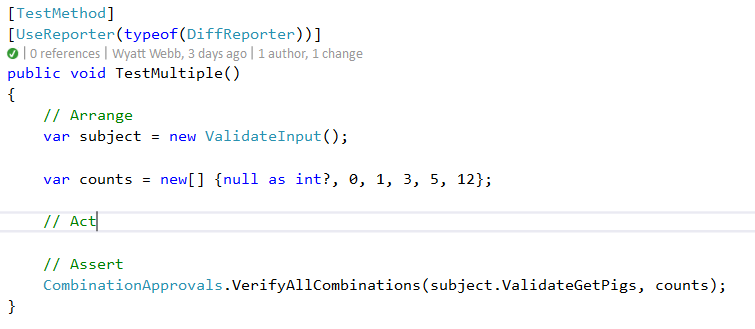 [TestMethod]
[UseReporter(typeof(DiffReporter))]
| 0 references | Wyatt Webb, 3 days ago | 1 author, 1 change
public void TestMultiple()
{
    // Arrange
    var subject = new ValidateInput();

    var counts = new[] {null as int?, 0, 1, 3, 5, 12};

    // Act

    // Assert
    CombinationApprovals.VerifyAllCombinations(subject.ValidateGetPigs, counts);
}